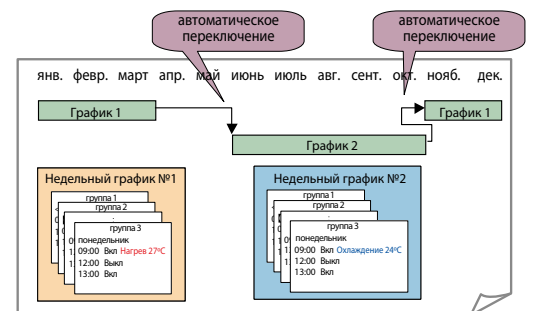 автоматическое
переключение
автоматическое
переключение
янв. февр. март апр. май июнь июль авг. сент. окт. нояб. дек.
График 1
График 1
График 2
Недельный график №1
группа 1
группа 2
группа 3
понедельник
09:00 Вкл Нагрев 27ºC
12:00 Выкл
13:00 Вкл
Недельный график №2
группа 1
группа 2
группа 3
понедельник
09:00 Вкл Охлаждение 24ºC
12:00 Выкл
13:00 Вкл